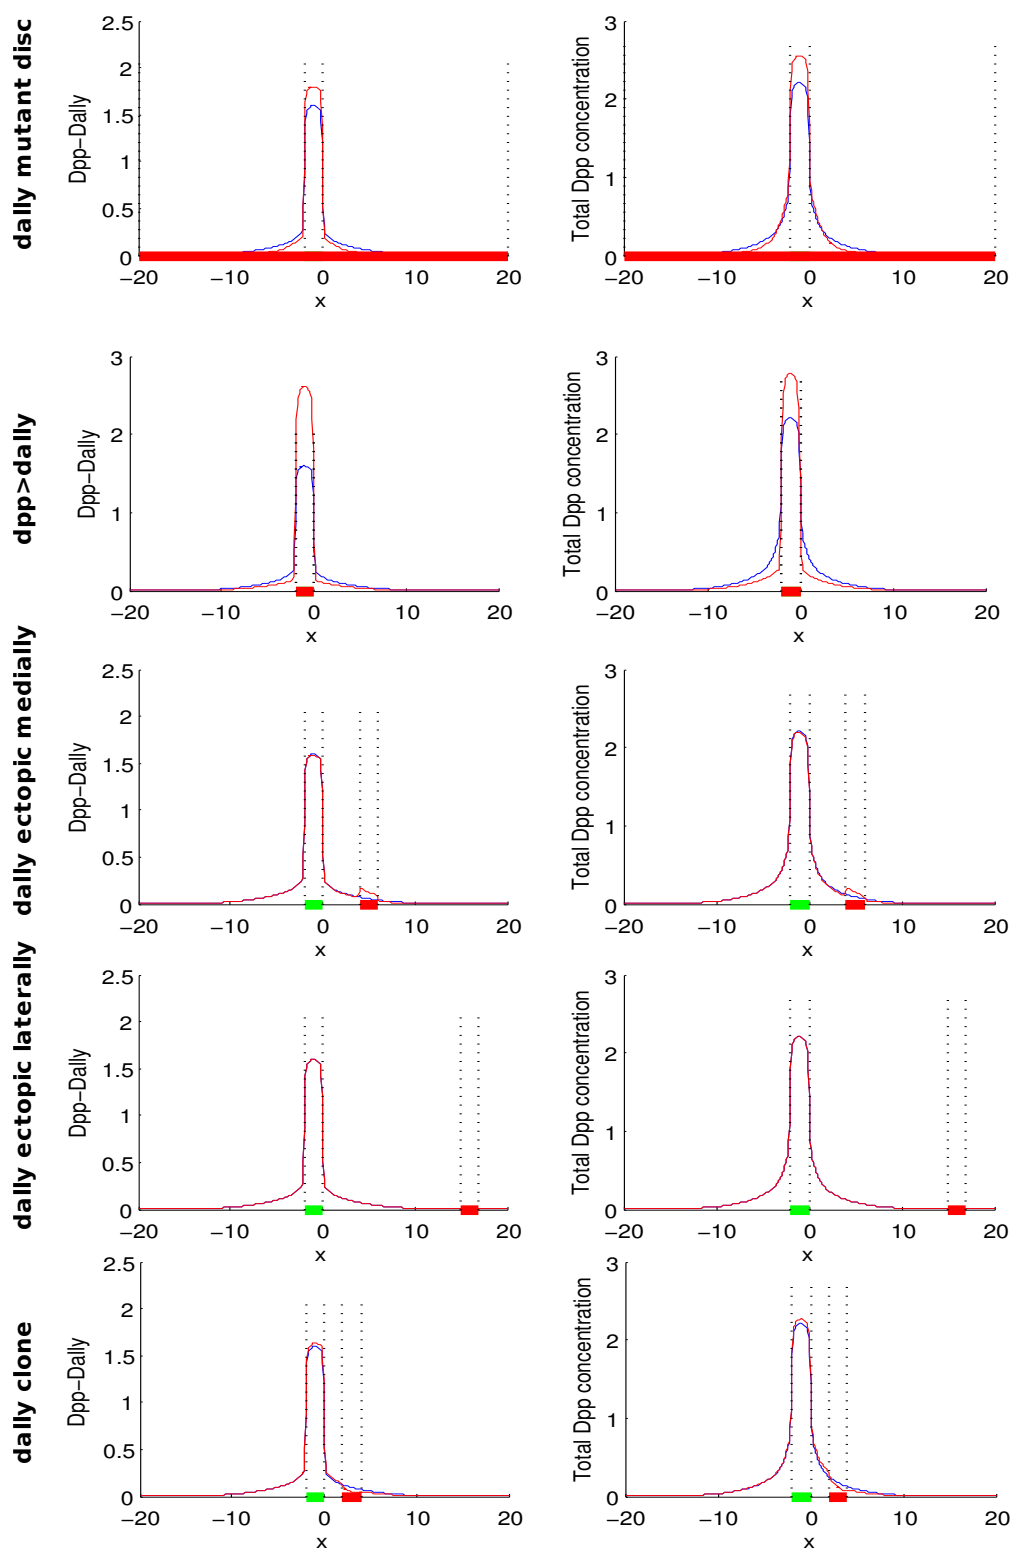 dally mutant disc
Dpp−Dally
2.5
2
1.5
1
0.5
0
−20 −10 0 10 20
x
Total Dpp concentration
3
2
1
0
−20 −10 0 10 20
x
dpp>dally
Dpp−Dally
3
2
1
0
−20 −10 0 10 20
x
Total Dpp concentration
3
2
1
0
−20 −10 0 10 20
x
dally ectopic medially
Dpp−Dally
2.5
2
1.5
1
0.5
0
−20 −10 0 10 20
x
Total Dpp concentration
3
2
1
0
−20 −10 0 10 20
x
dally ectopic laterally
Dpp−Dally
2.5
2
1.5
1
0.5
0
−20 −10 0 10 20
x
Total Dpp concentration
3
2
1
0
−20 −10 0 10 20
x
dally clone
Dpp−Dally
2.5
2
1.5
1
0.5
0
−20 −10 0 10 20
x
Total Dpp concentration
3
2
1
0
−20 −10 0 10 20
x